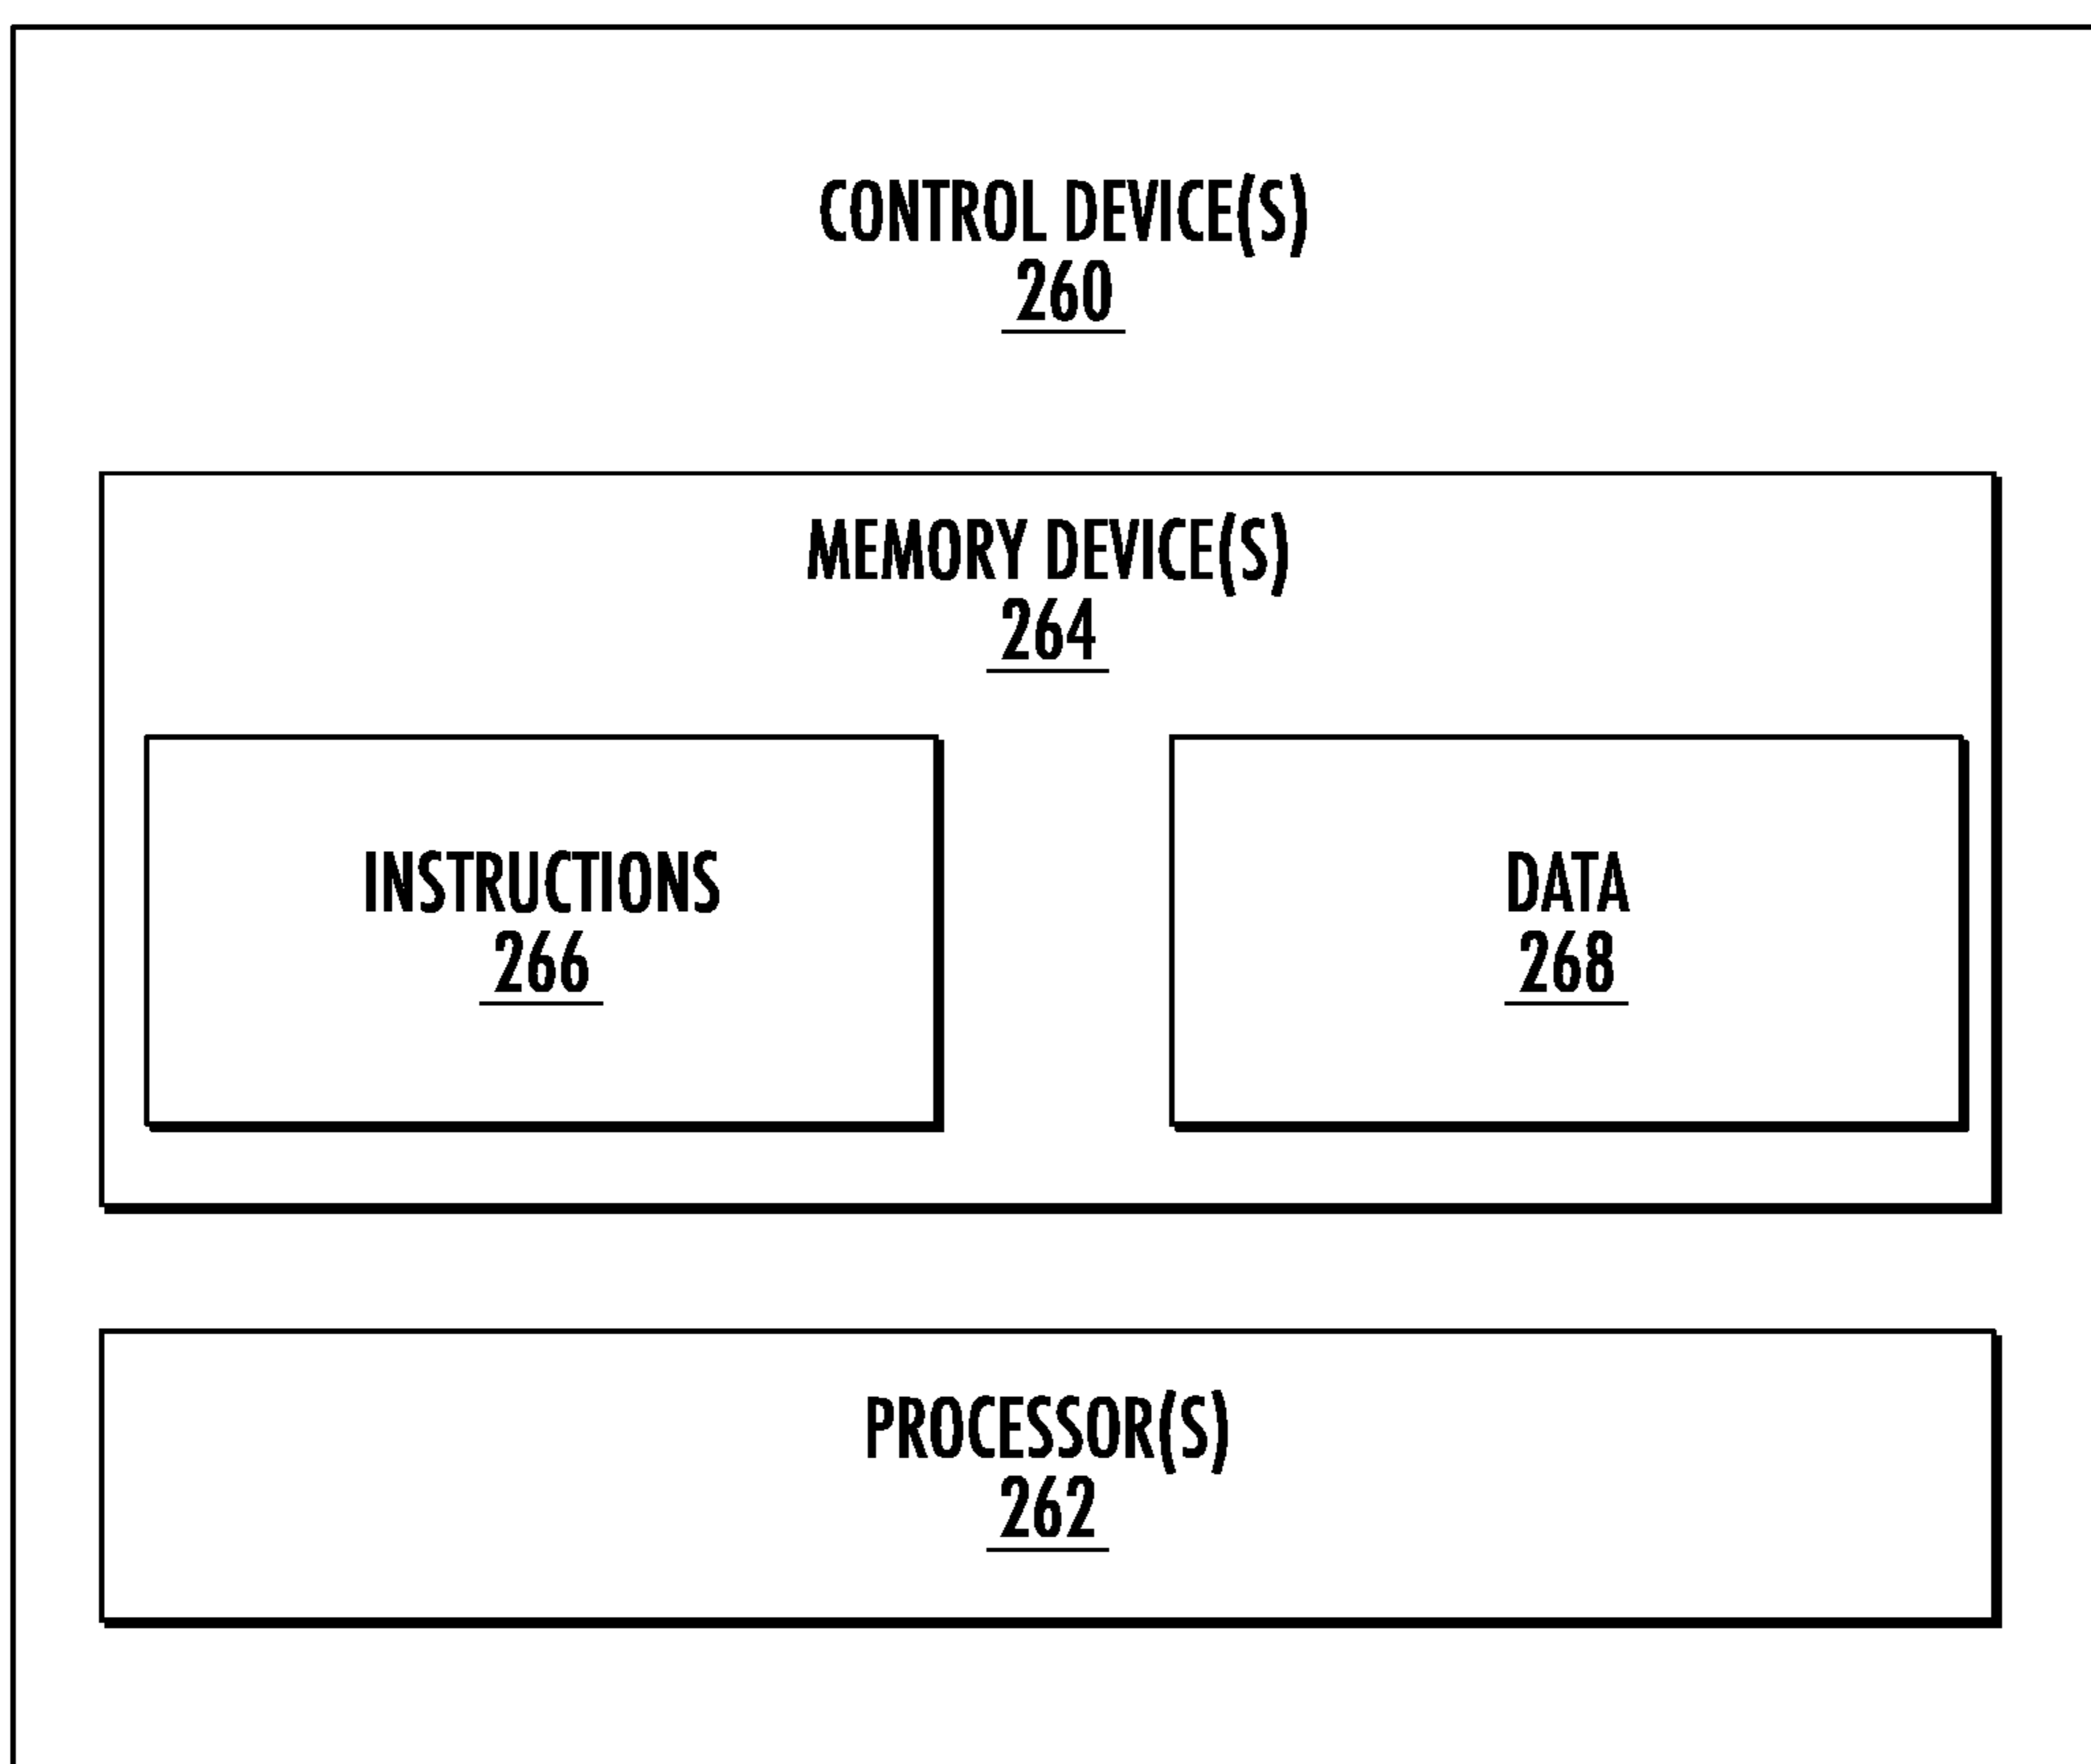 CONTROL DEVICE(S)
260
MEMORY DEVICE(S)
264
INSTRUCTIONS
266
DATA
268
PROCESSOR(S)
262